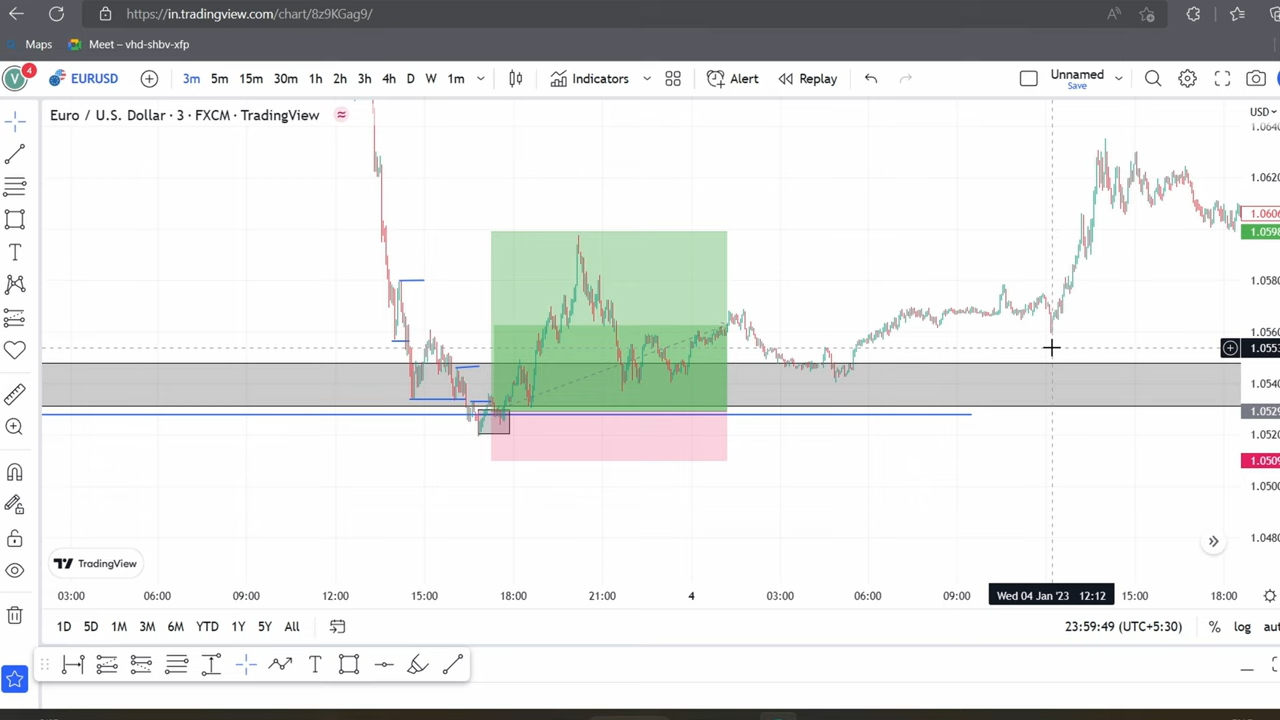 https://in.tradingview.com/chart/8z9KGag9/
Maps
Meet – vhd-shbv-xfp
V
4
EURUSD
3m 5m 15m 30m 1h 2h 3h 4h D W 1m
Indicators
Alert
Replay
Unnamed
Save
Euro / U.S. Dollar · 3 · FXCM · TradingView
USD
1.0640
1.0620
1.0606
1.0598
1.0580
1.0560
1.0553
1.0540
1.0529
1.0520
1.0509
1.0500
1.0480
TradingView
03:00 06:00 09:00 12:00 15:00 18:00 21:00 4 03:00 06:00 09:00 Wed 04 Jan '23 12:12 15:00 18:00
1D 5D 1M 3M 6M YTD 1Y 5Y All
23:59:49 (UTC+5:30)
% log